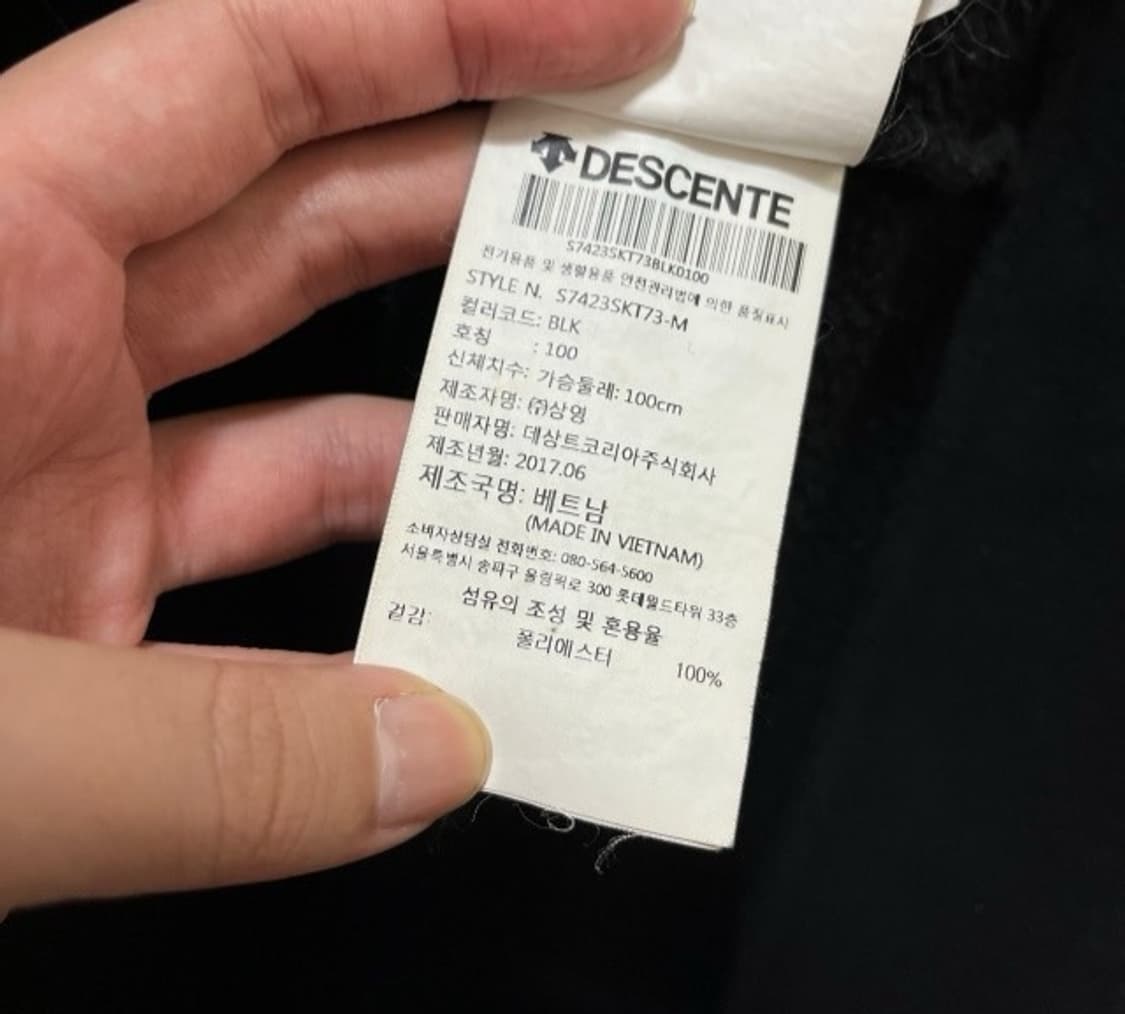 DESCENTE
S7423SKT73BLK0100
전기용품 및 생활용품 안전관리법에 의한 품질표시
STYLE N. S7423SKT73-M
컬러코드: BLK
호칭 : 100
신체치수: 가슴둘레: 100cm
제조자명: ㈜상영
판매자명: 데상트코리아주식회사
제조년월: 2017.06
제조국명: 베트남
(MADE IN VIETNAM)
소비자상담실 전화번호: 080-564-5600
서울특별시 송파구 올림픽로 300 롯데월드타워 33층
섬유의 조성 및 혼용율
겉감:
폴리에스터 100%